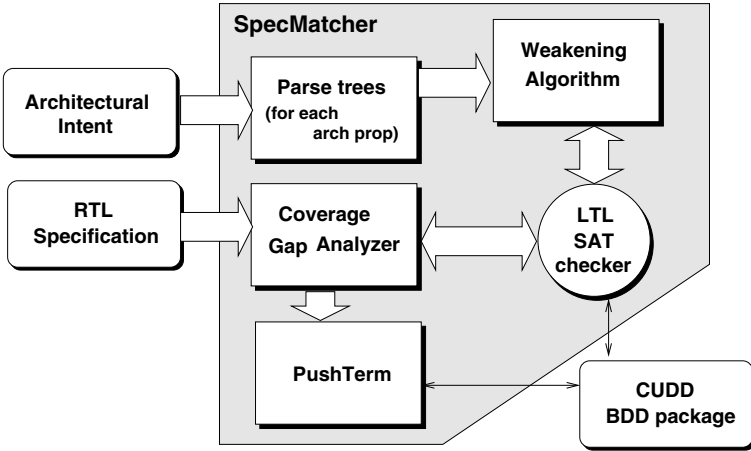 SpecMatcher
Weakening
Algorithm
Parse trees
(for each
arch prop)
Architectural
Intent
RTL
Specification
Coverage
Gap Analyzer
LTL
SAT
checker
PushTerm
CUDD
BDD package